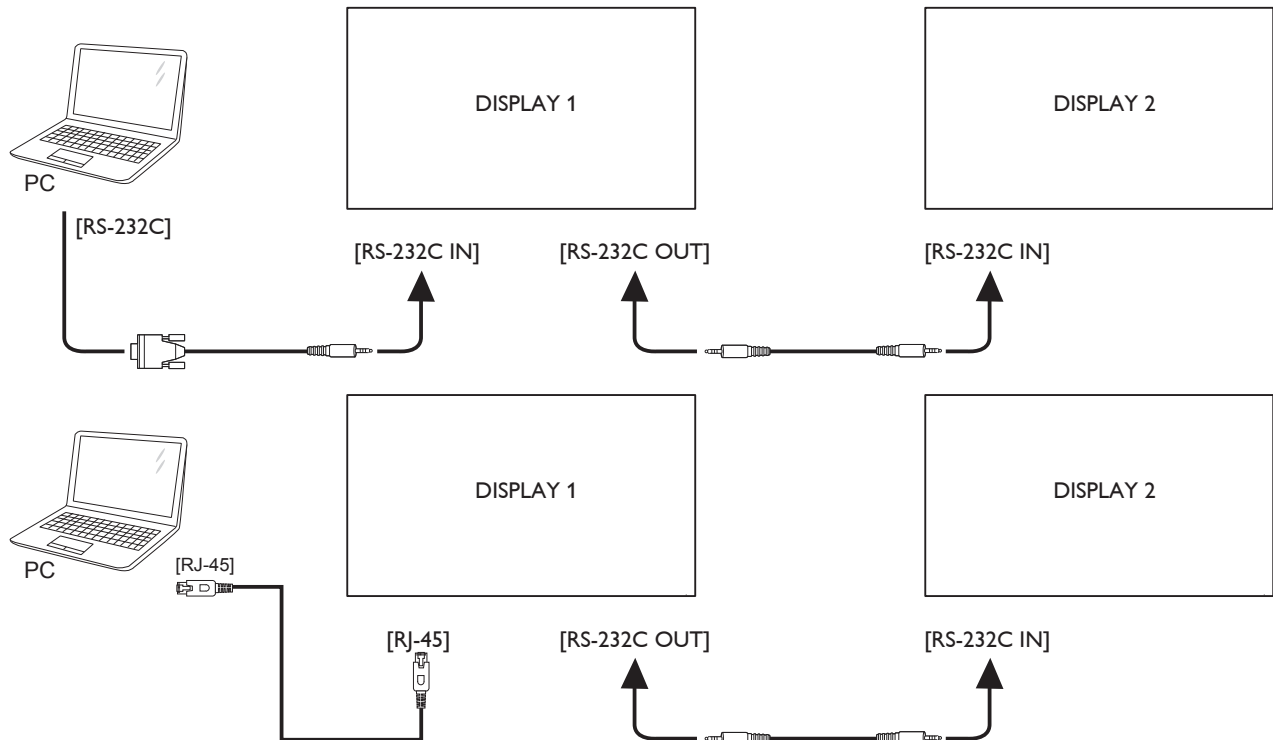 DISPLAY 1
DISPLAY 2
PC
[RS-232C]
[RS-232C IN]
[RS-232C OUT]
[RS-232C IN]
DISPLAY 1
DISPLAY 2
PC
[RJ-45]
[RJ-45]
[RS-232C OUT]
[RS-232C IN]